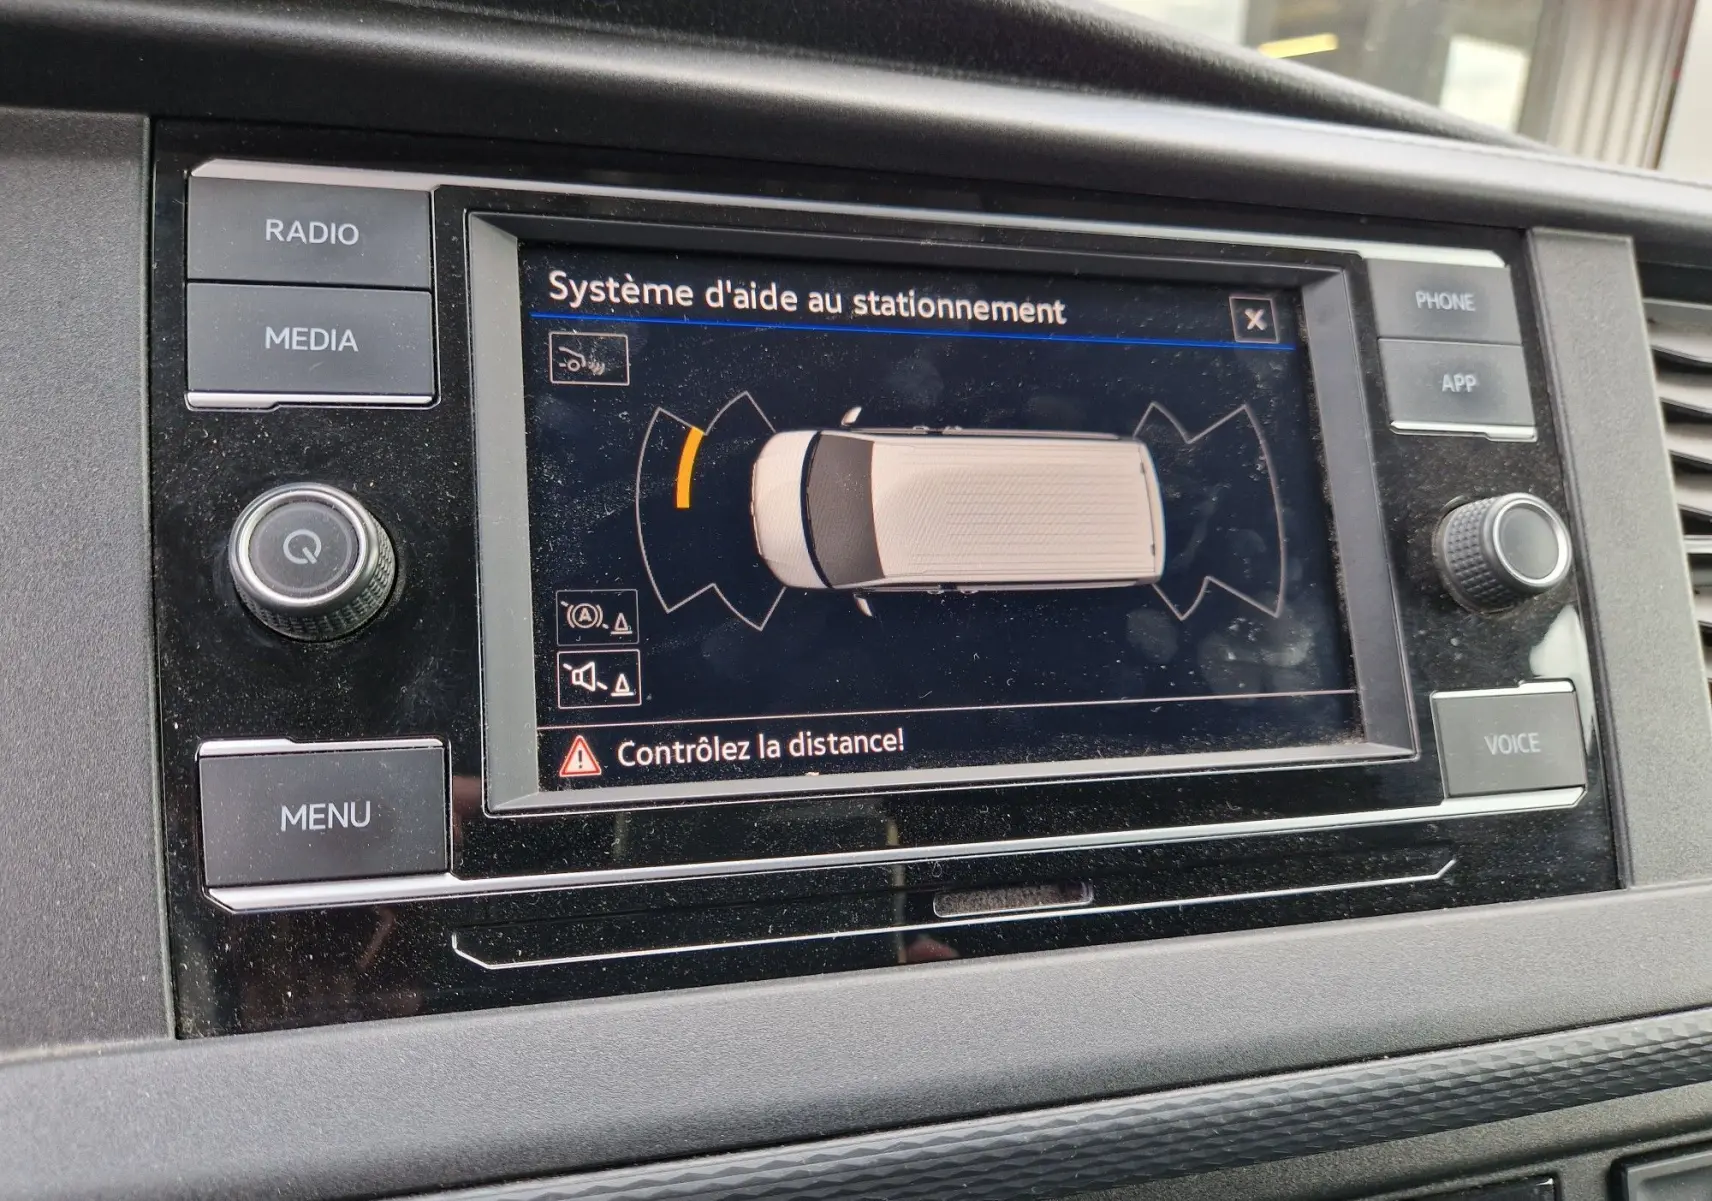 RADIO
MEDIA
MENU
Système d'aide au stationnement
Contrôlez la distance!
PHONE
APP
VOICE